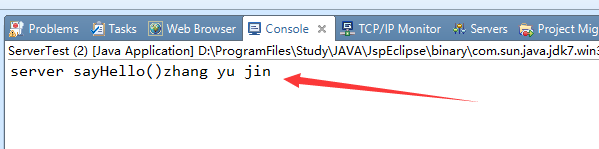 Problems Tasks Web Browser Console TCP/IP Monitor Servers Project Mig
ServerTest (2) [Java Application] D:\ProgramFiles\Study\JAVA\JspEclipse\binary\com.sun.java.jdk7.win3
server sayHello()zhang yu jin